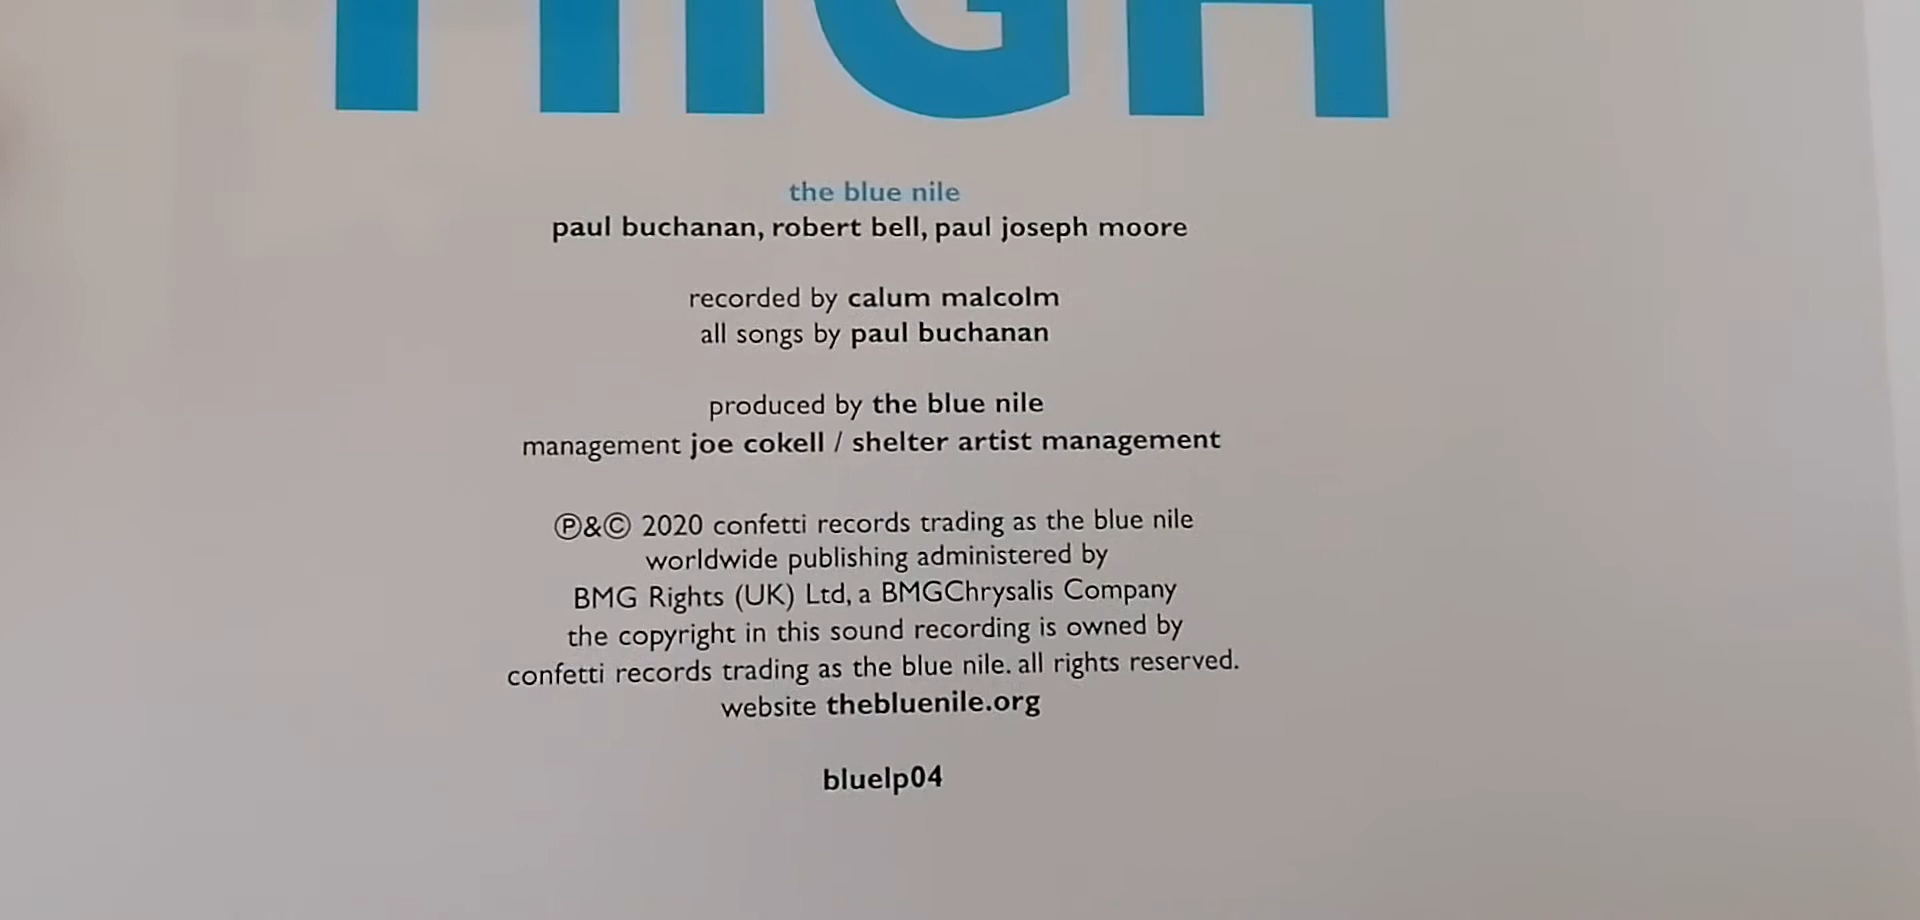 HIGH
the blue nile
paul buchanan, robert bell, paul joseph moore
recorded by calum malcolm
all songs by paul buchanan
produced by the blue nile
management joe cokell / shelter artist management
℗&© 2020 confetti records trading as the blue nile
worldwide publishing administered by
BMG Rights (UK) Ltd, a BMGChrysalis Company
the copyright in this sound recording is owned by
confetti records trading as the blue nile. all rights reserved.
website thebluenile.org
bluelp04